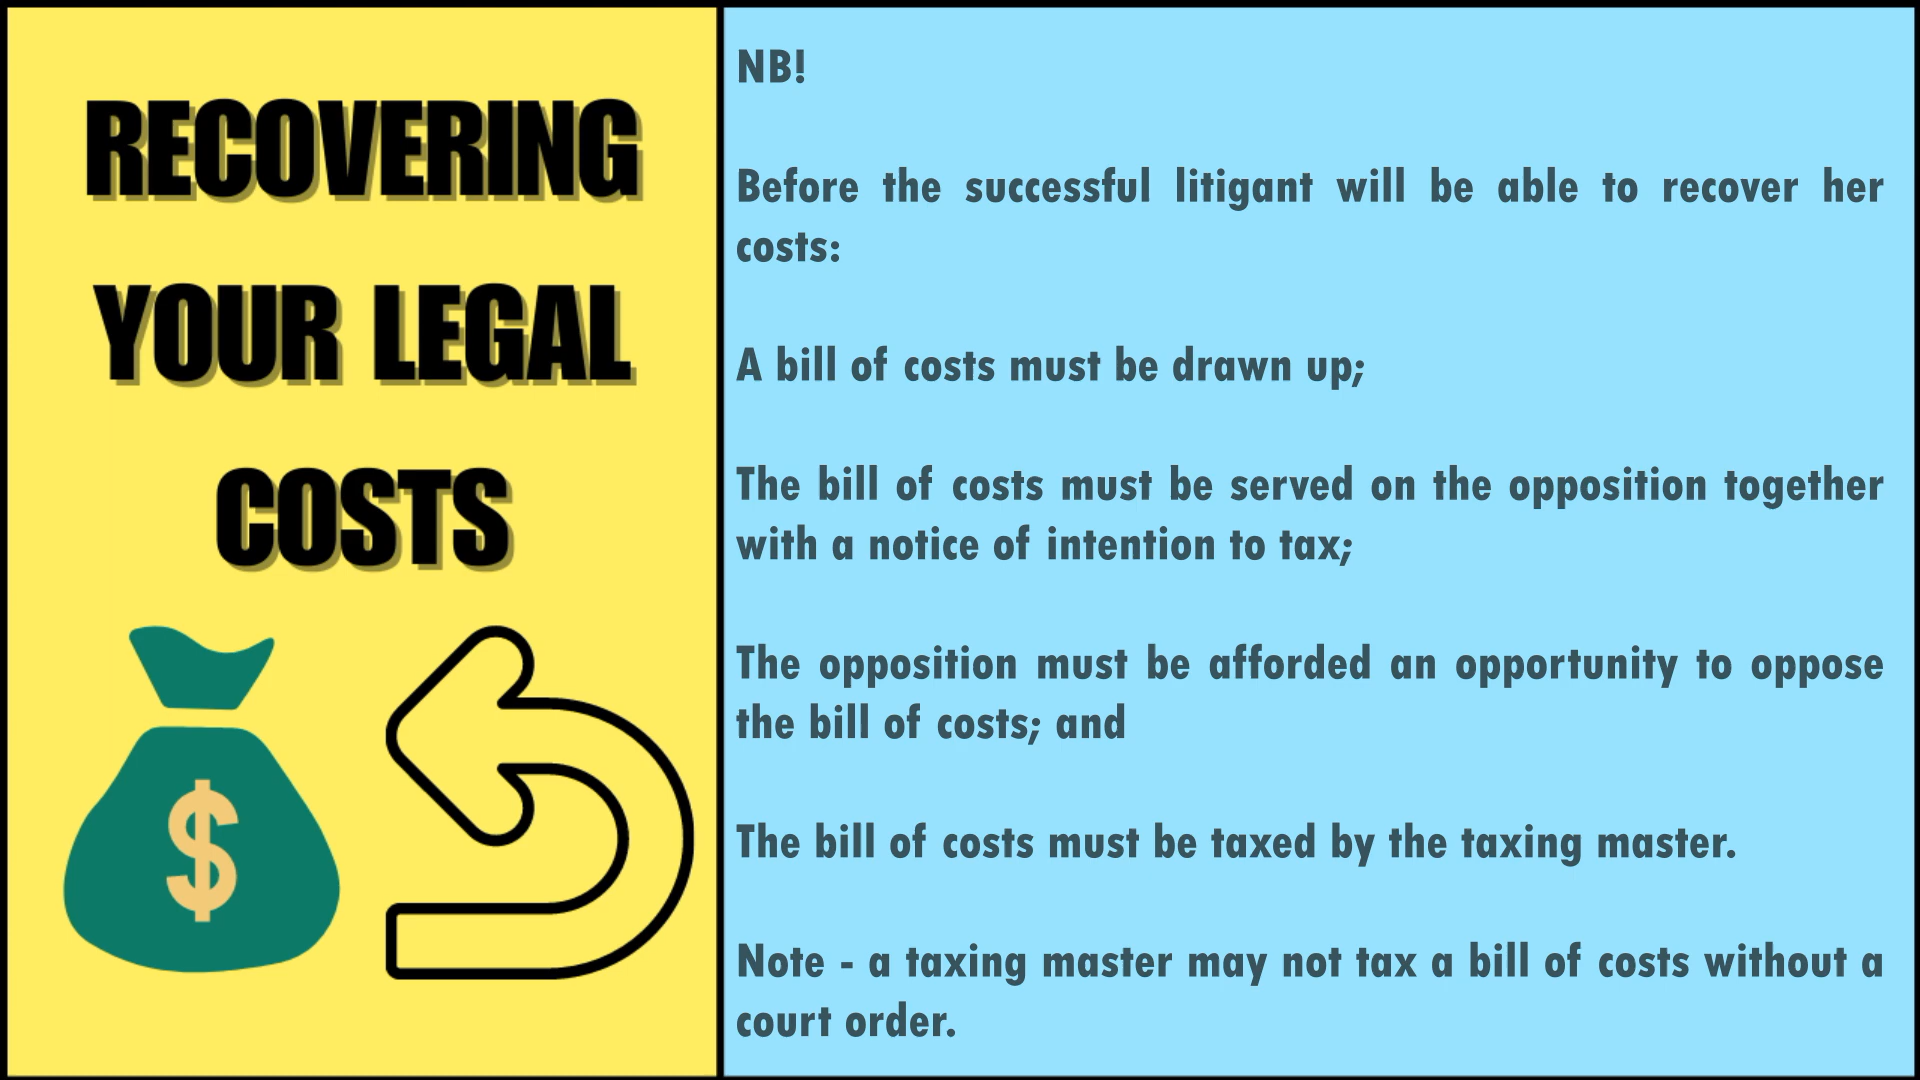 RECOVERING
YOUR LEGAL
COSTS
$
NB!
Before the successful litigant will be able to recover her
costs:
A bill of costs must be drawn up;
The bill of costs must be served on the opposition together
with a notice of intention to tax;
The opposition must be afforded an opportunity to oppose
the bill of costs; and
The bill of costs must be taxed by the taxing master.
Note - a taxing master may not tax a bill of costs without a
court order.